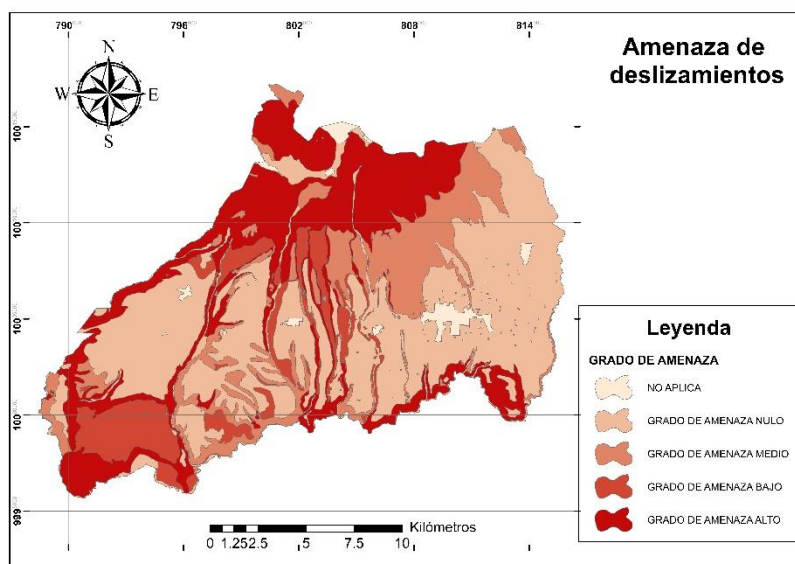 790
796
802
808
814
Amenaza de
deslizamientos
N
W
E
S
100
100
100
100
999
Leyenda
GRADO DE AMENAZA
NO APLICA
GRADO DE AMENAZA NULO
GRADO DE AMENAZA MEDIO
GRADO DE AMENAZA BAJO
GRADO DE AMENAZA ALTO
Kilómetros
0 1.25 2.5 5 7.5 10